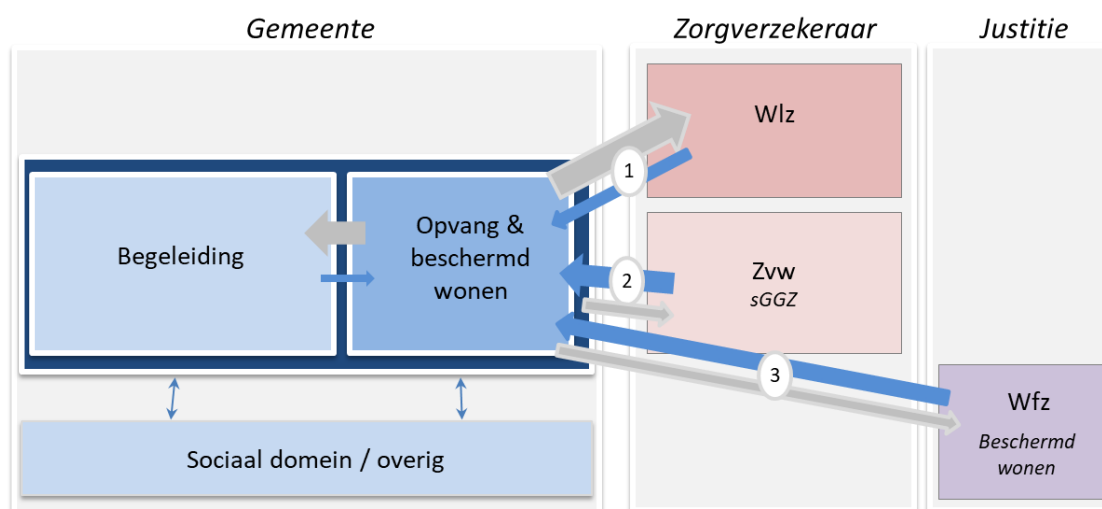 Gemeente
Zorgverzekeraar
Justitie
Wlz
1
Begeleiding
Opvang &
beschermd
wonen
2
Zvw
sGGZ
3
Wfz
Beschermd
wonen
Sociaal domein / overig